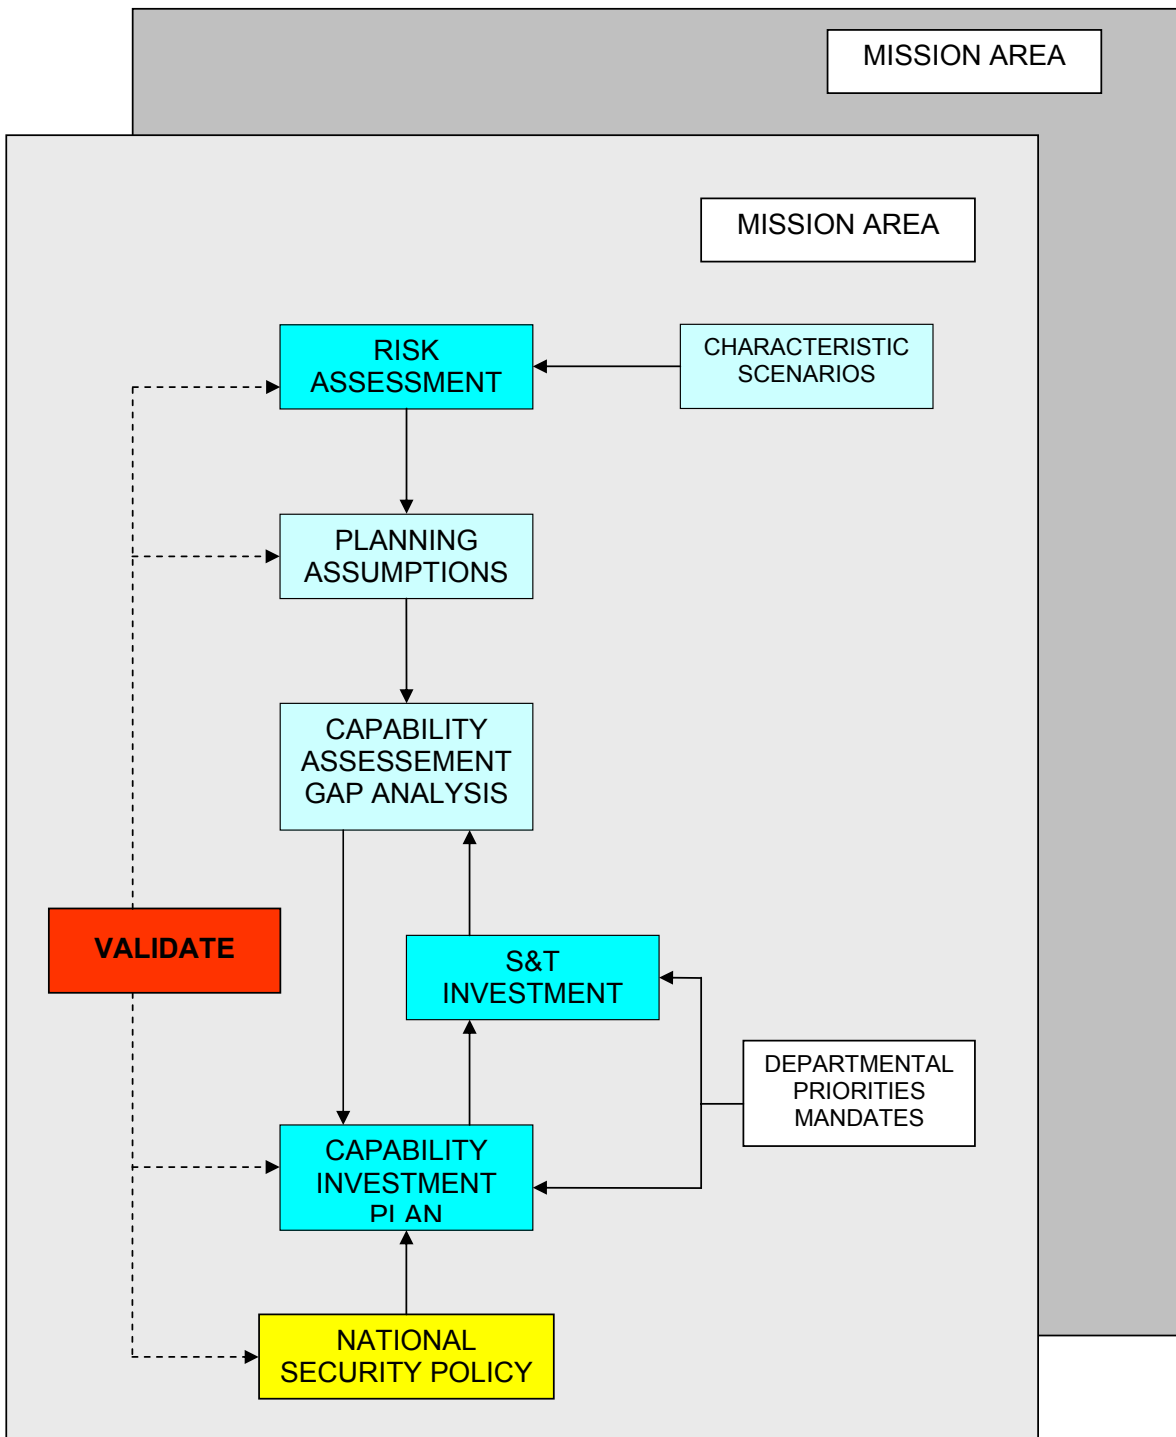 MISSION AREA
MISSION AREA
RISK
ASSESSMENT
CHARACTERISTIC
SCENARIOS
PLANNING
ASSUMPTIONS
CAPABILITY
ASSESSEMENT
GAP ANALYSIS
VALIDATE
S&T
INVESTMENT
DEPARTMENTAL
PRIORITIES
MANDATES
CAPABILITY
INVESTMENT
PLAN
NATIONAL
SECURITY POLICY